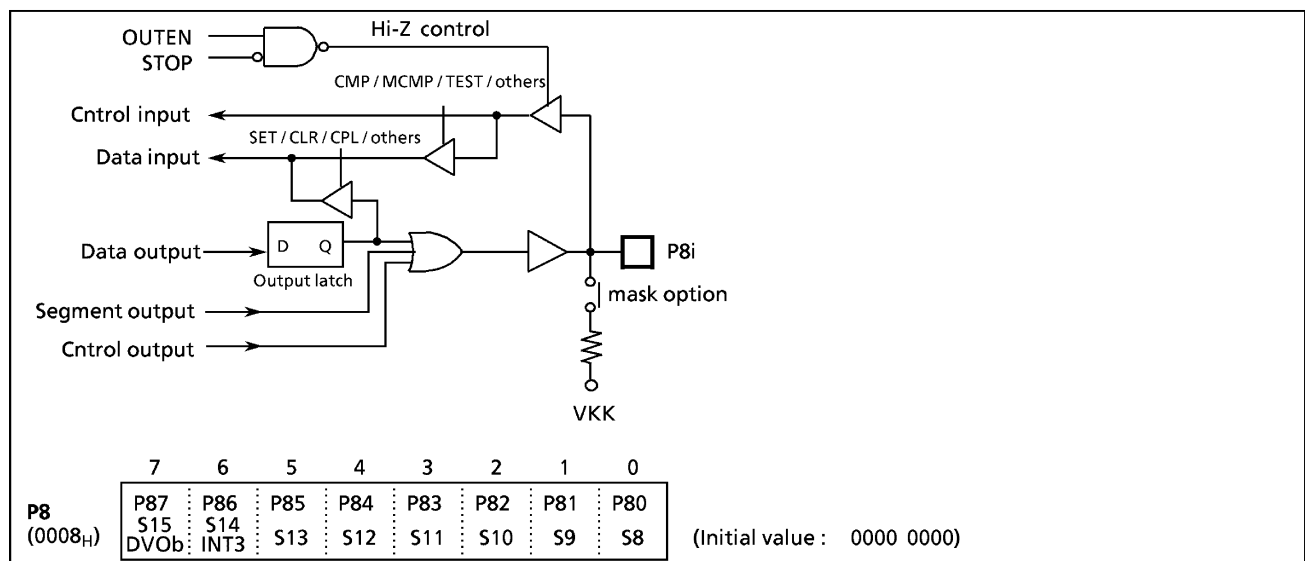 OUTEN
Hi-Z control
STOP
CMP / MCMP / TEST / others
Cntrol input
SET / CLR / CPL / others
Data input
Data output
D Q
P8i
Output latch
mask option
Segment output
Cntrol output
VKK
7 6 5 4 3 2 1 0
P8
(0008H)
P87 P86 P85 P84 P83 P82 P81 P80
S15 S14 S13 S12 S11 S10 S9 S8
DVOb INT3
(Initial value : 0000 0000)